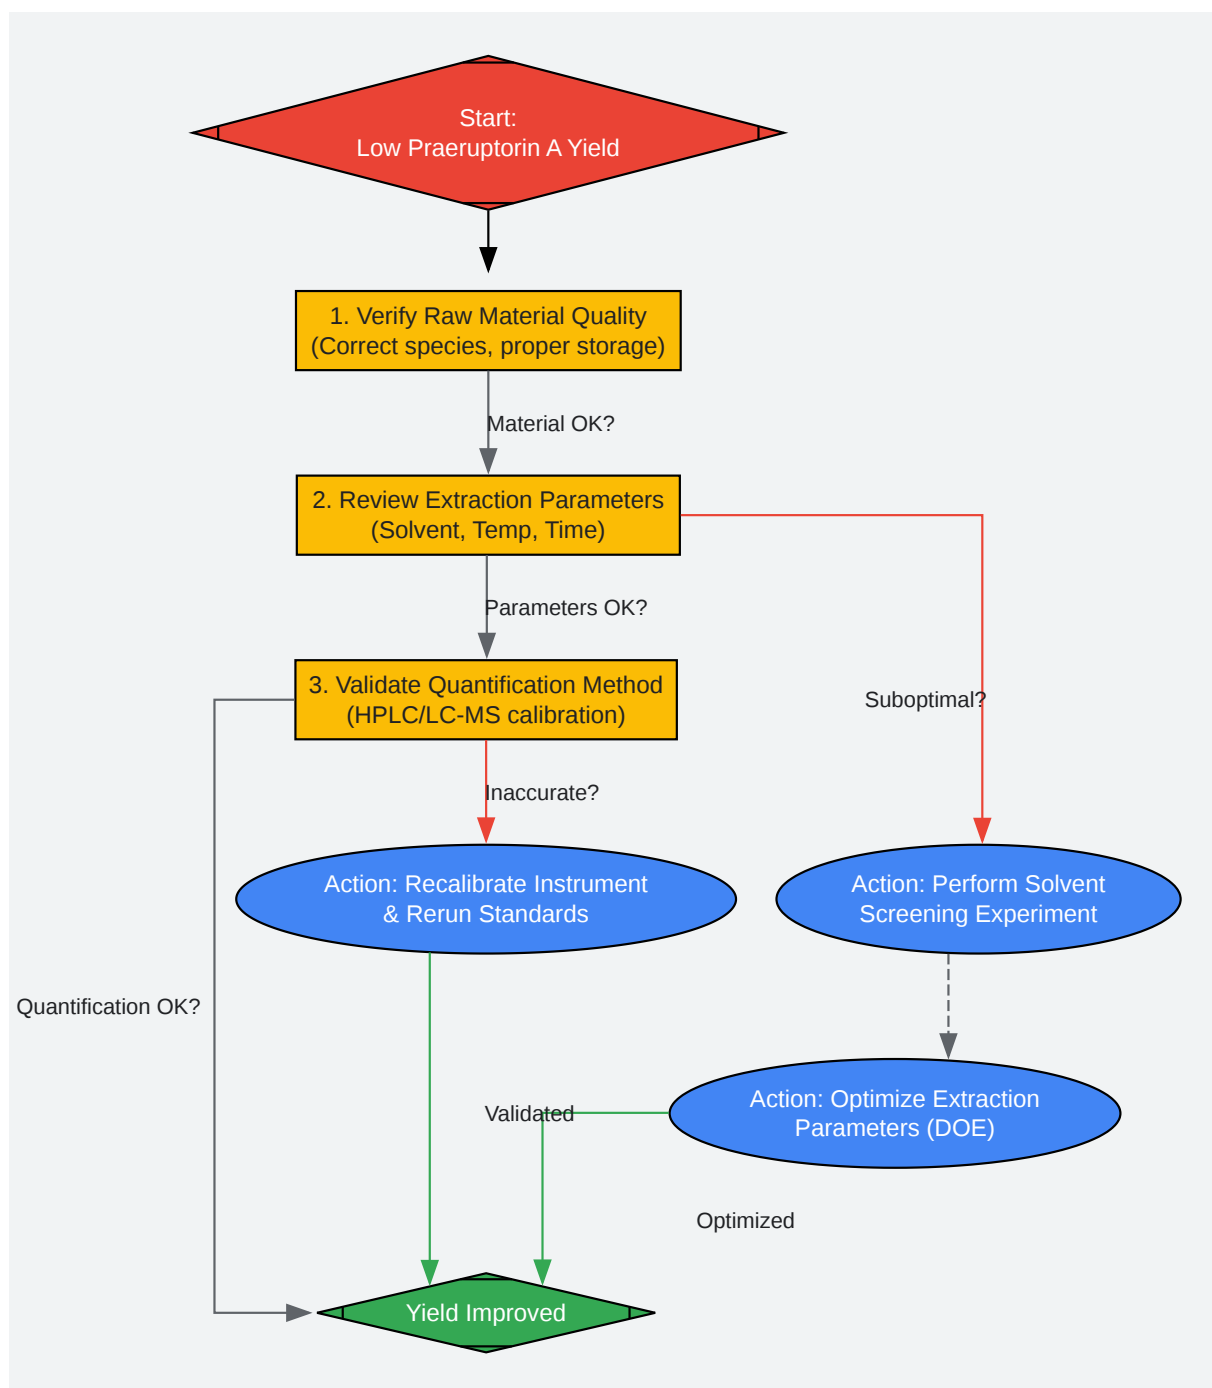 Start:
Low Praeruptorin A Yield
1. Verify Raw Material Quality
(Correct species, proper storage)
Material OK?
2. Review Extraction Parameters
(Solvent, Temp, Time)
Parameters OK?
3. Validate Quantification Method
(HPLC/LC-MS calibration)
Suboptimal?
Inaccurate?
Action: Recalibrate Instrument
& Rerun Standards
Action: Perform Solvent
Screening Experiment
Quantification OK?
Action: Optimize Extraction
Parameters (DOE)
Validated
Optimized
Yield Improved